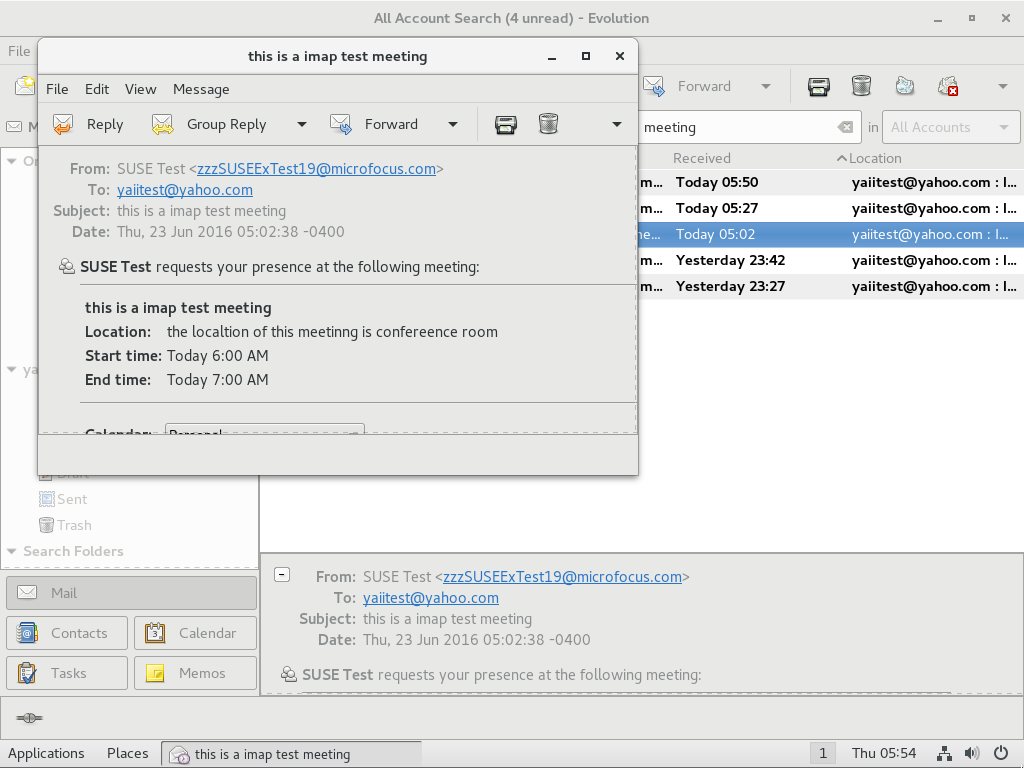 All Account Search (4 unread) - Evolution
File
this is a imap test meeting
File Edit View Message
Forward
Reply Group Reply Forward
M
meeting in All Accounts
On
Received Location
From: SUSE Test <zzzSUSEExTest19@microfocus.com>
To: yaiitest@yahoo.com
Subject: this is a imap test meeting
Date: Thu, 23 Jun 2016 05:02:38 -0400
m... Today 05:50 yaiitest@yahoo.com : I...
m... Today 05:27 yaiitest@yahoo.com : I...
ne... Today 05:02 yaiitest@yahoo.com : I...
m... Yesterday 23:42 yaiitest@yahoo.com : I...
m... Yesterday 23:27 yaiitest@yahoo.com : I...
SUSE Test requests your presence at the following meeting:
this is a imap test meeting
Location: the localtion of this meetinng is confereence room
Start time: Today 6:00 AM
End time: Today 7:00 AM
ya
Calendar: Personal
Sent
Trash
Search Folders
Mail
Contacts Calendar
Tasks Memos
From: SUSE Test <zzzSUSEExTest19@microfocus.com>
To: yaiitest@yahoo.com
Subject: this is a imap test meeting
Date: Thu, 23 Jun 2016 05:02:38 -0400
SUSE Test requests your presence at the following meeting:
Applications Places this is a imap test meeting 1 Thu 05:54